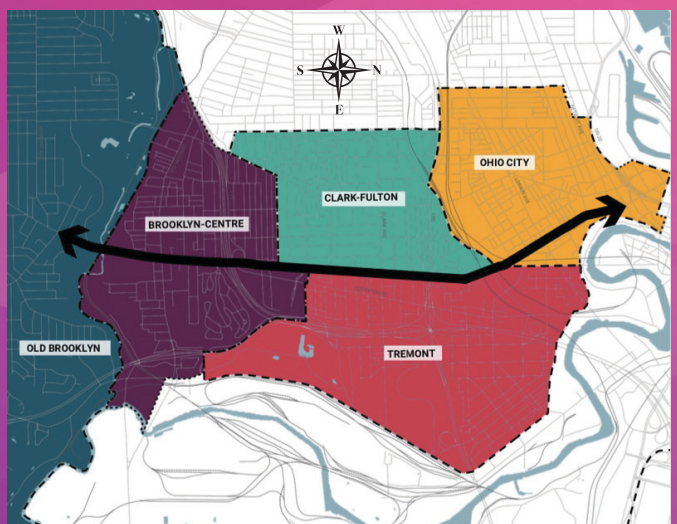 W
S
N
E
OHIO CITY
CLARK-FULTON
BROOKLYN-CENTRE
OLD BROOKLYN
TREMONT